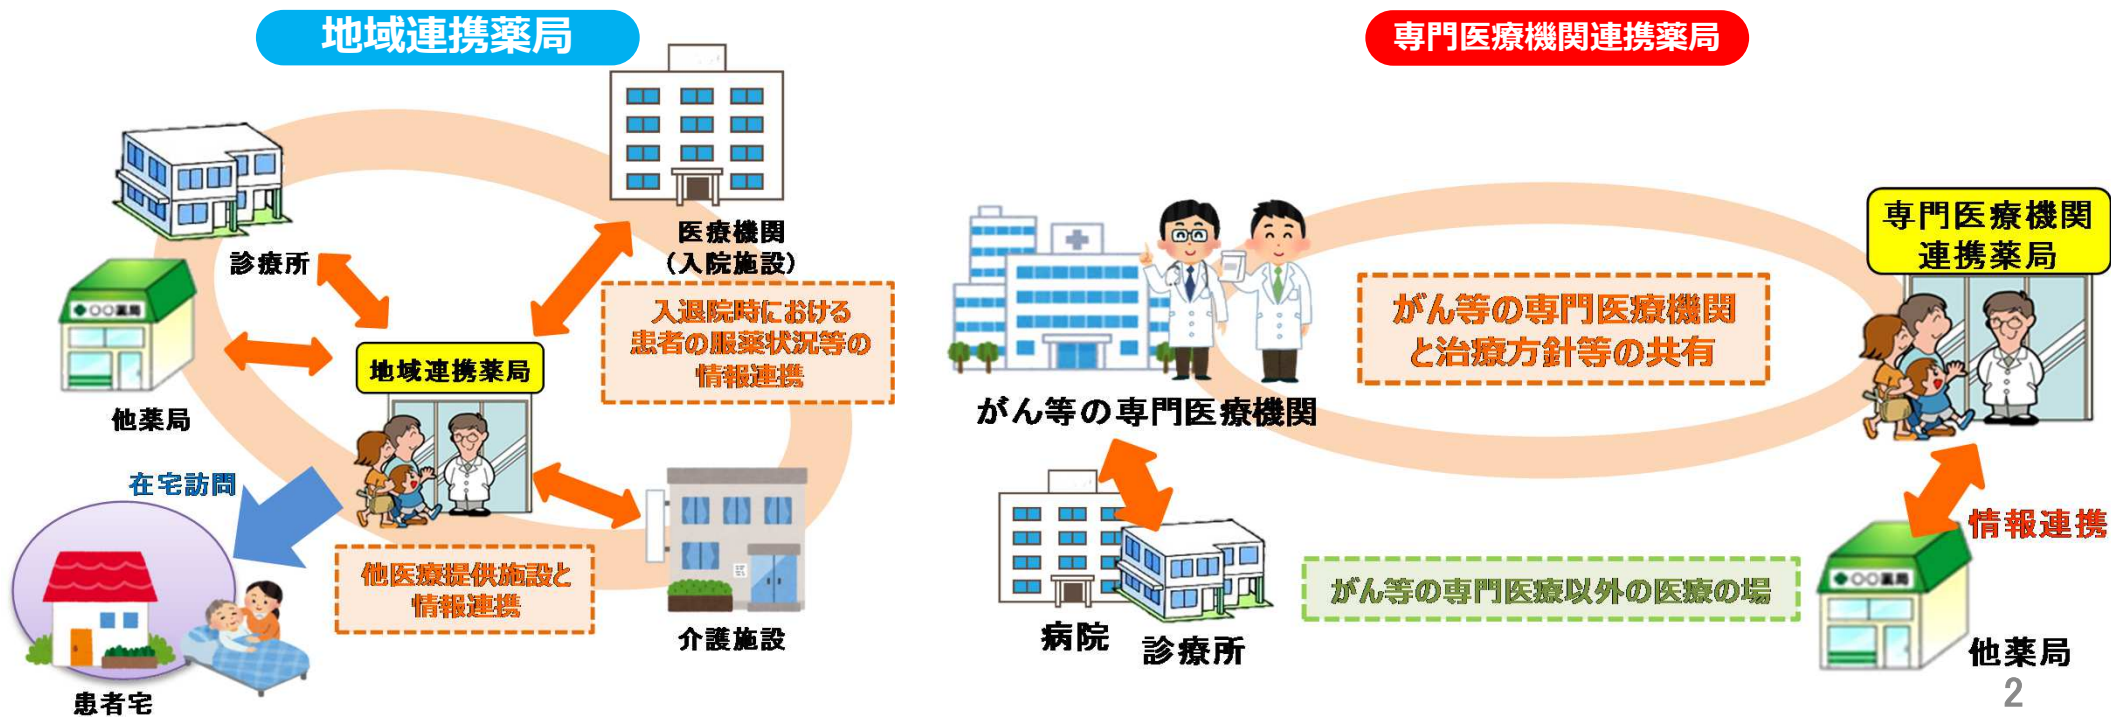 地域連携薬局
医療機関
（入院施設）
診療所
入退院時における
患者の服薬状況等の
情報連携
○○薬局
他薬局
地域連携薬局
在宅訪問
他医療提供施設と
情報連携
介護施設
患者宅
専門医療機関連携薬局
専門医療機関
連携薬局
がん等の専門医療機関
と治療方針等の共有
がん等の専門医療機関
情報連携
がん等の専門医療以外の医療の場
○○薬局
病院
診療所
他薬局
2